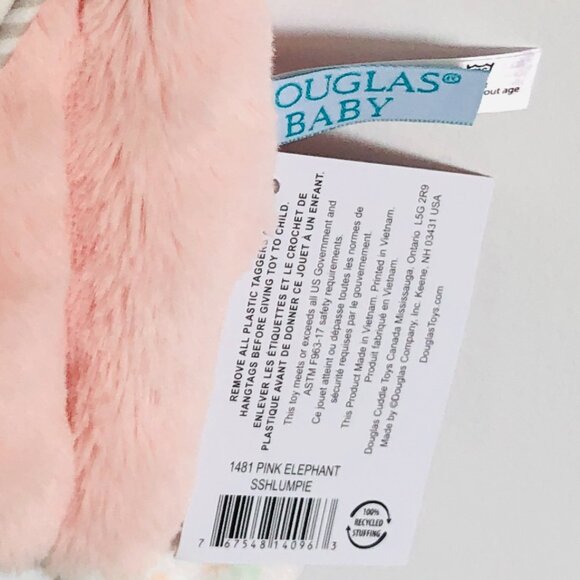 DOUGLAS®
BABY
out age
REMOVE ALL PLASTIC TAGGERS
HANGTAGS BEFORE GIVING TOY TO CHILD.
ENLEVER LES ÉTIQUETTES ET LE CROCHET DE
PLASTIQUE AVANT DE DONNER CE JOUET À UN ENFANT.
This toy meets or exceeds all US Government and
ASTM F963-17 safety requirements.
Ce jouet atteint ou dépasse toutes les normes de
sécurité requises par le gouvernement.
This Product Made in Vietnam. Printed in Vietnam.
Produit fabriqué en Vietnam.
Douglas Cuddle Toys Canada Mississauga, Ontario L5G 2R9
Made by ©Douglas Company, Inc. Keene, NH 03431 USA
DouglasToys.com
1481 PINK ELEPHANT
SSHLUMPIE
7 67548 14096 3
100%
RECYCLED
STUFFING